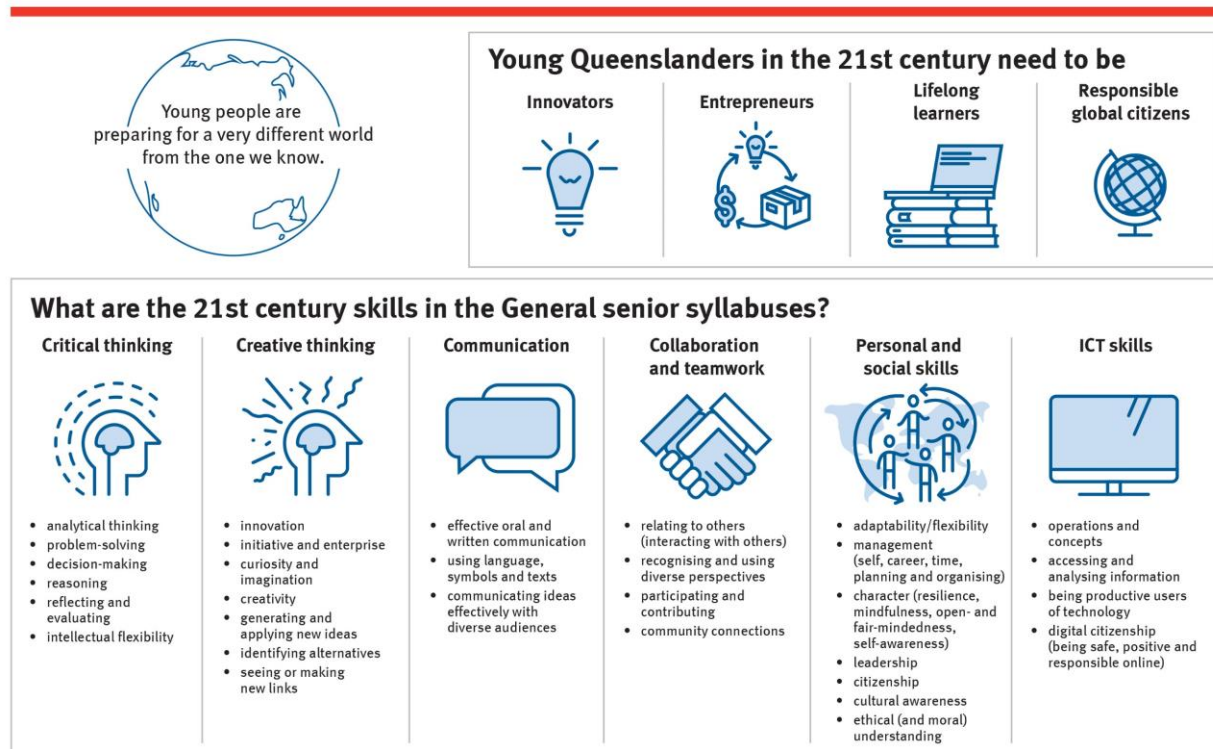 Young people are
preparing for a very different world
from the one we know.
Young Queenslanders in the 21st century need to be
Innovators
Entrepreneurs
Lifelong
learners
Responsible
global citizens
$
What are the 21st century skills in the General senior syllabuses?
Critical thinking
• analytical thinking
• problem-solving
• decision-making
• reasoning
• reflecting and
evaluating
• intellectual flexibility
Creative thinking
• innovation
• initiative and enterprise
• curiosity and
imagination
• creativity
• generating and
applying new ideas
• identifying alternatives
• seeing or making
new links
Communication
• effective oral and
written communication
• using language,
symbols and texts
• communicating ideas
effectively with
diverse audiences
Collaboration
and teamwork
• relating to others
(interacting with others)
• recognising and using
diverse perspectives
• participating and
contributing
• community connections
Personal and
social skills
• adaptability/flexibility
• management
(self, career, time,
planning and organising)
• character (resilience,
mindfulness, open- and
fair-mindedness,
self-awareness)
• leadership
• citizenship
• cultural awareness
• ethical (and moral)
understanding
ICT skills
• operations and
concepts
• accessing and
analysing information
• being productive users
of technology
• digital citizenship
(being safe, positive and
responsible online)